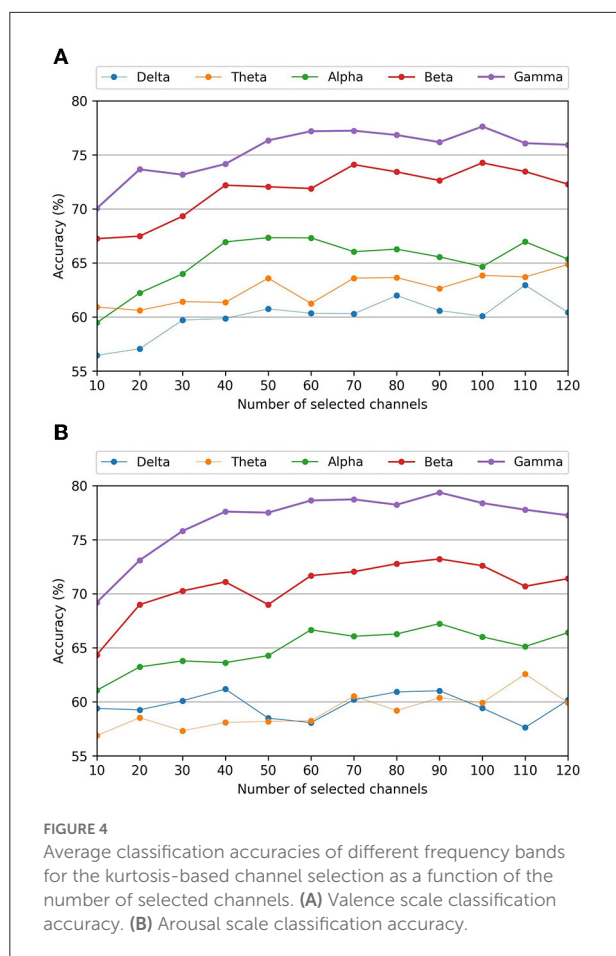 A
Delta Theta Alpha Beta Gamma
80
75
70
65
60
55
Accuracy (%)
10 20 30 40 50 60 70 80 90 100 110 120
Number of selected channels
B
Delta Theta Alpha Beta Gamma
80
75
70
65
60
55
Accuracy (%)
10 20 30 40 50 60 70 80 90 100 110 120
Number of selected channels
FIGURE 4
Average classification accuracies of different frequency bands
for the kurtosis-based channel selection as a function of the
number of selected channels. (A) Valence scale classification
accuracy. (B) Arousal scale classification accuracy.